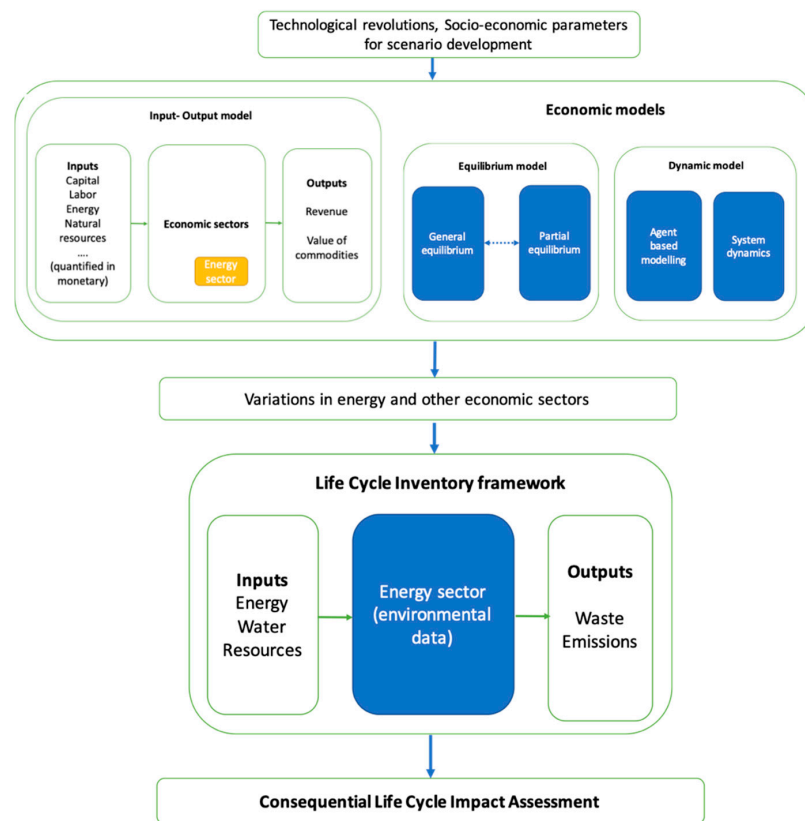 Technological revolutions, Socio-economic parameters
for scenario development
Economic models
Input- Output model
Inputs
Capital
Labor
Energy
Natural
resources
....
(quantified in
monetary)
Economic sectors
Energy
sector
Outputs
Revenue
Value of
commodities
Equilibrium model
General
equilibrium
Partial
equilibrium
Dynamic model
Agent
based
modelling
System
dynamics
Variations in energy and other economic sectors
Life Cycle Inventory framework
Inputs
Energy
Water
Resources
Energy sector
(environmental
data)
Outputs
Waste
Emissions
Consequential Life Cycle Impact Assessment